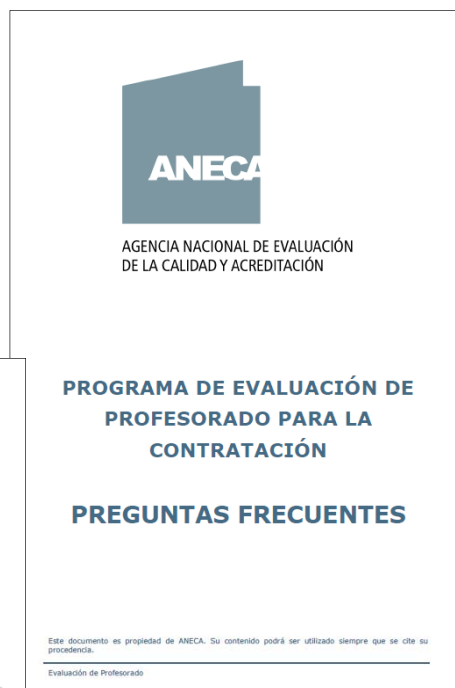 ANECA
AGENCIA NACIONAL DE EVALUACIÓN
DE LA CALIDAD Y ACREDITACIÓN
PROGRAMA DE EVALUACIÓN DE
PROFESORADO PARA LA
CONTRATACIÓN
PREGUNTAS FRECUENTES
Este documento es propiedad de ANECA. Su contenido podrá ser utilizado siempre que se cite su
procedencia.
Evaluación de Profesorado